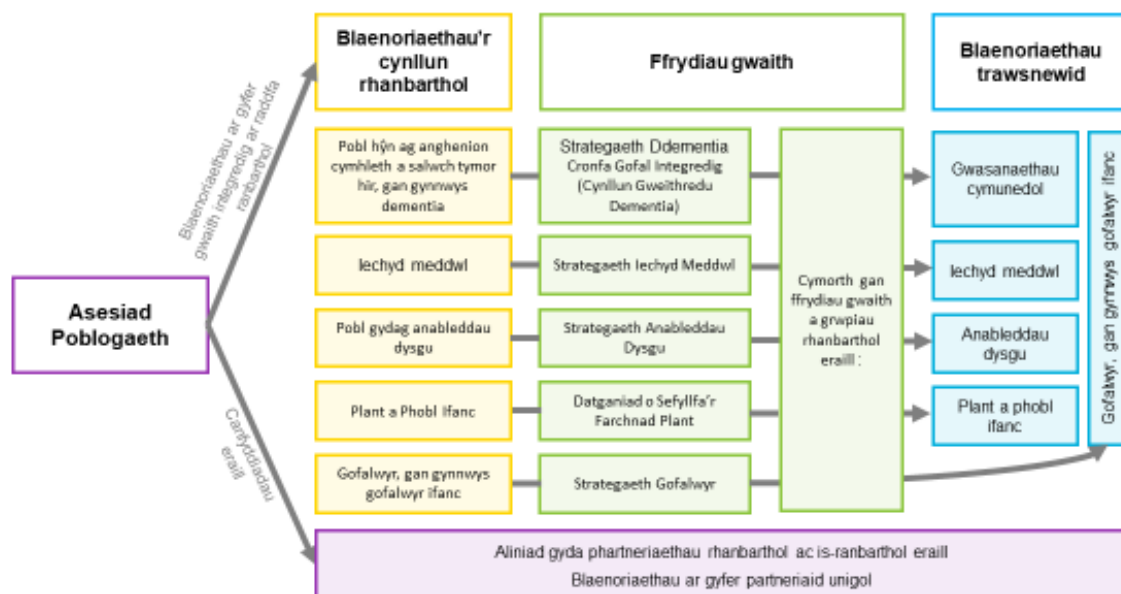 Asesiad
Poblogaeth
Blaenoriaethau ar gyfer
gwaith integredig ar raddfa
ranbarthol
Canfyddiadau
eraill
Blaenoriaethau'r
cynllun
rhanbarthol
Ffrydiau gwaith
Blaenoriaethau
trawsnewid
Pobl hŷn ag anghenion
cymhleth a salwch tymor
hir, gan gynnwys
dementia
Strategaeth Ddementia
Cronfa Gofal Integredig
(Cynllun Gweithredu
Dementia)
Gwasanaethau
cymunedol
Iechyd meddwl
Strategaeth Iechyd Meddwl
Iechyd meddwl
Pobl gydag anableddau
dysgu
Strategaeth Anableddau
Dysgu
Anableddau
dysgu
Plant a Phobl Ifanc
Datganiad o Sefyllfa'r
Farchnad Plant
Plant a phobl
ifanc
Gofalwyr, gan gynnwys
gofalwyr ifanc
Strategaeth Gofalwyr
Cymorth gan
ffrydiau gwaith
a grwpiau
rhanbarthol
eraill :
Gofalwyr, gan gynnwys gofalwyr ifanc
Aliniad gyda phartneriaethau rhanbarthol ac is-ranbarthol eraill
Blaenoriaethau ar gyfer partneriaid unigol